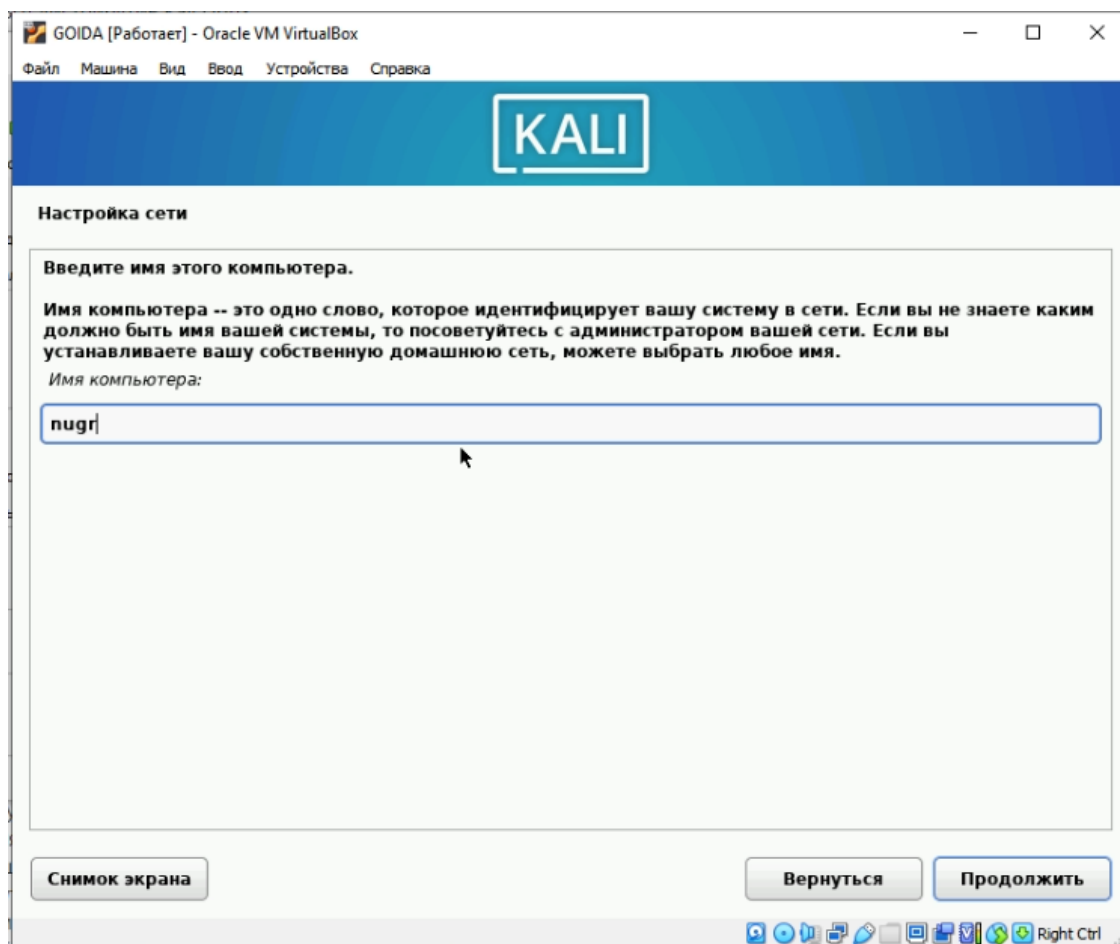 GOIDA [Работает] - Oracle VM VirtualBox
Файл Машина Вид Ввод Устройства Справка
KALI
Настройка сети
Введите имя этого компьютера.
Имя компьютера -- это одно слово, которое идентифицирует вашу систему в сети. Если вы не знаете каким
должно быть имя вашей системы, то посоветуйтесь с администратором вашей сети. Если вы
устанавливаете вашу собственную домашнюю сеть, можете выбрать любое имя.
Имя компьютера:
nugr
Снимок экрана Вернуться Продолжить
Right Ctrl